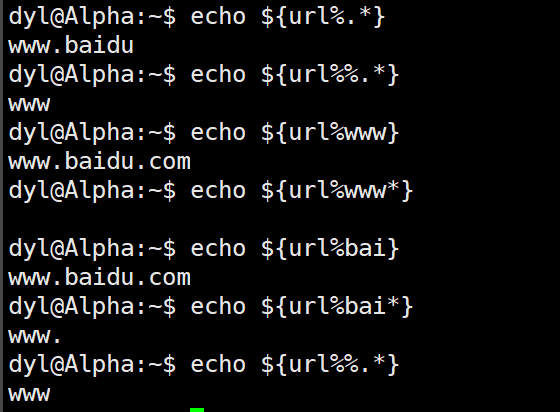 dyl@Alpha:~$ echo ${url%.*}
www.baidu
dyl@Alpha:~$ echo ${url%%.*}
www
dyl@Alpha:~$ echo ${url%www}
www.baidu.com
dyl@Alpha:~$ echo ${url%www*}

dyl@Alpha:~$ echo ${url%bai}
www.baidu.com
dyl@Alpha:~$ echo ${url%bai*}
www.
dyl@Alpha:~$ echo ${url%%.*}
www